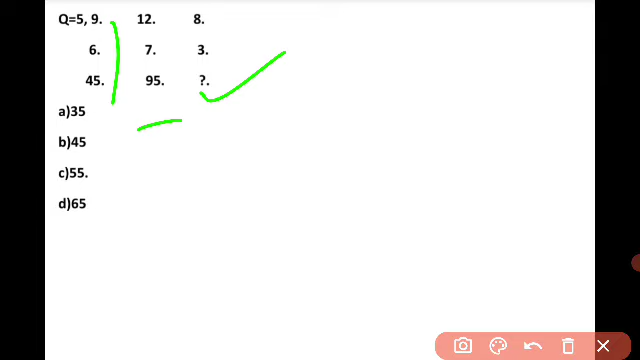 Q=5, 9. 12. 8.
6. 7. 3.
45. 95. ?.
a)35
b)45
c)55.
d)65